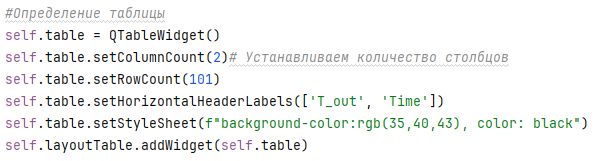 #Определение таблицы
self.table = QTableWidget()
self.table.setColumnCount(2)# Устанавливаем количество столбцов
self.table.setRowCount(101)
self.table.setHorizontalHeaderLabels(['T_out', 'Time'])
self.table.setStyleSheet(f"background-color:rgb(35,40,43), color: black")
self.layoutTable.addWidget(self.table)